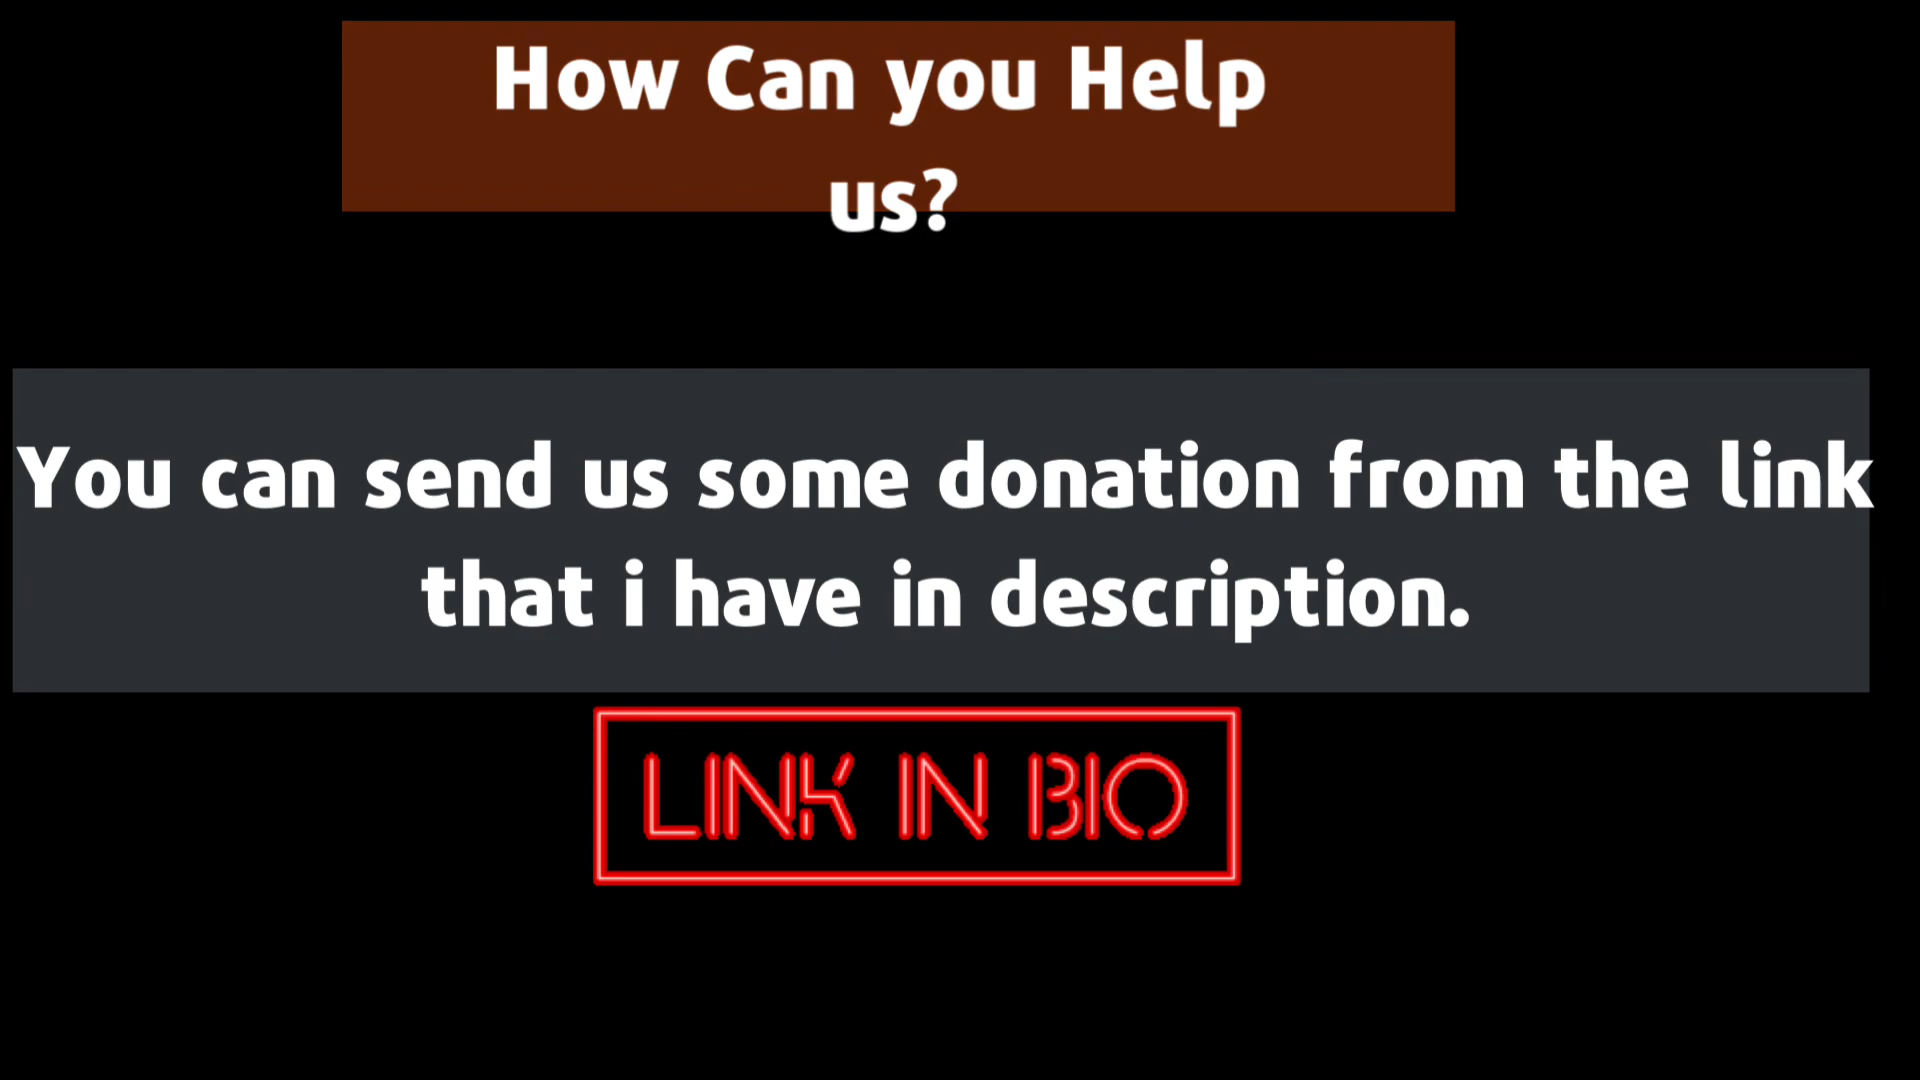 How Can you Help
us?
You can send us some donation from the link
that i have in description.
LINK IN BIO